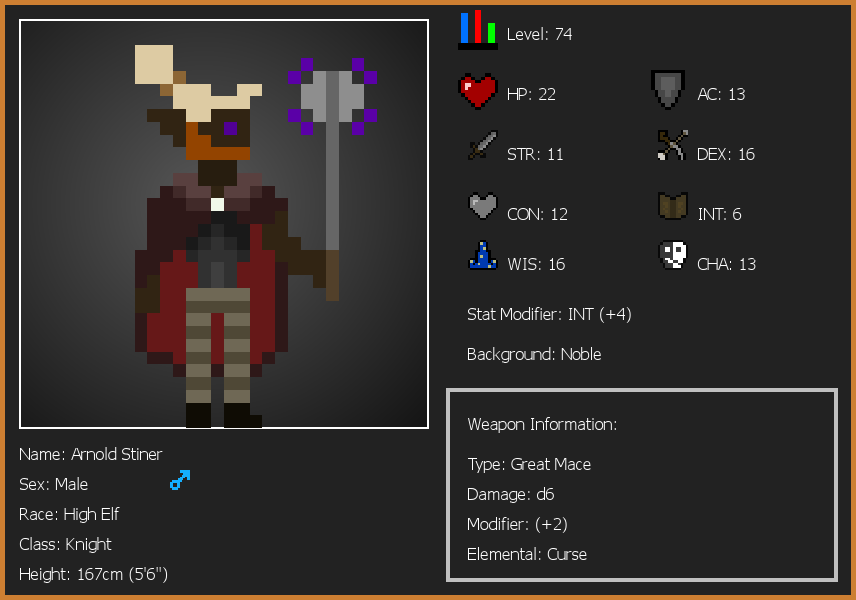 Level: 74
HP: 22
AC: 13
STR: 11
DEX: 16
CON: 12
INT: 6
WIS: 16
CHA: 13
Stat Modifier: INT (+4)
Background: Noble
Weapon Information:
Type: Great Mace
Damage: d6
Modifier: (+2)
Elemental: Curse
Name: Arnold Stiner
Sex: Male
Race: High Elf
Class: Knight
Height: 167cm (5'6")